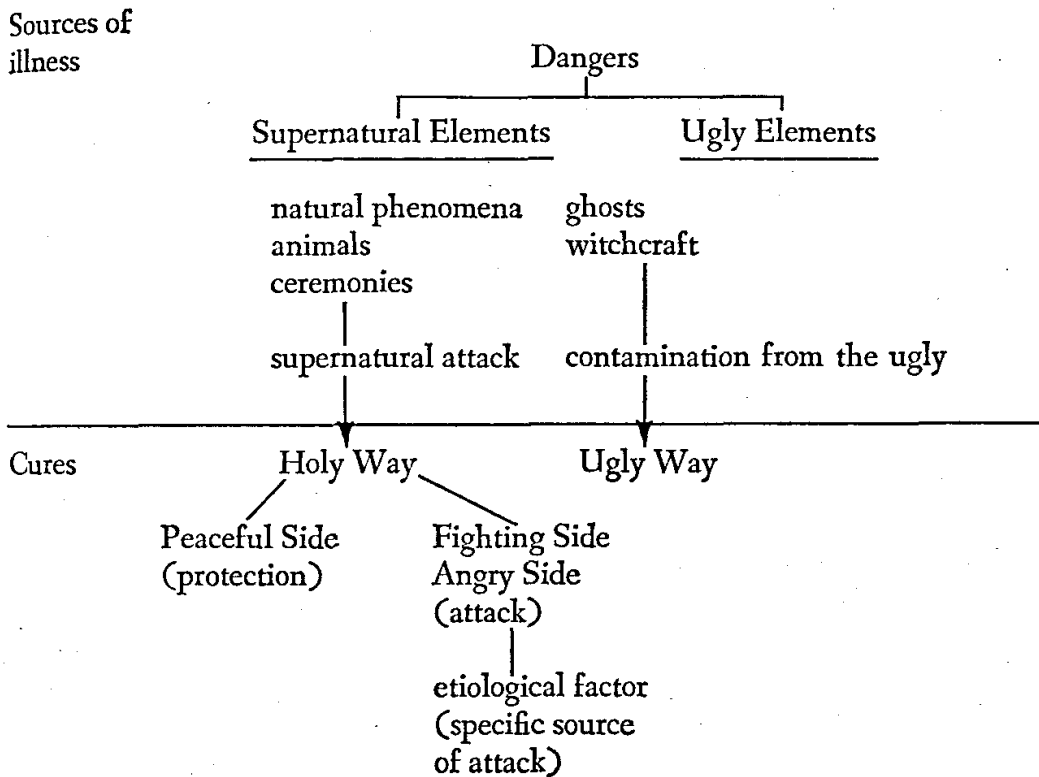 Sources of
illness
Dangers
Supernatural Elements
Ugly Elements
natural phenomena
animals
ceremonies
ghosts
witchcraft
supernatural attack
contamination from the ugly
Cures
Holy Way
Ugly Way
Peaceful Side
(protection)
Fighting Side
Angry Side
(attack)
etiological factor
(specific source
of attack)